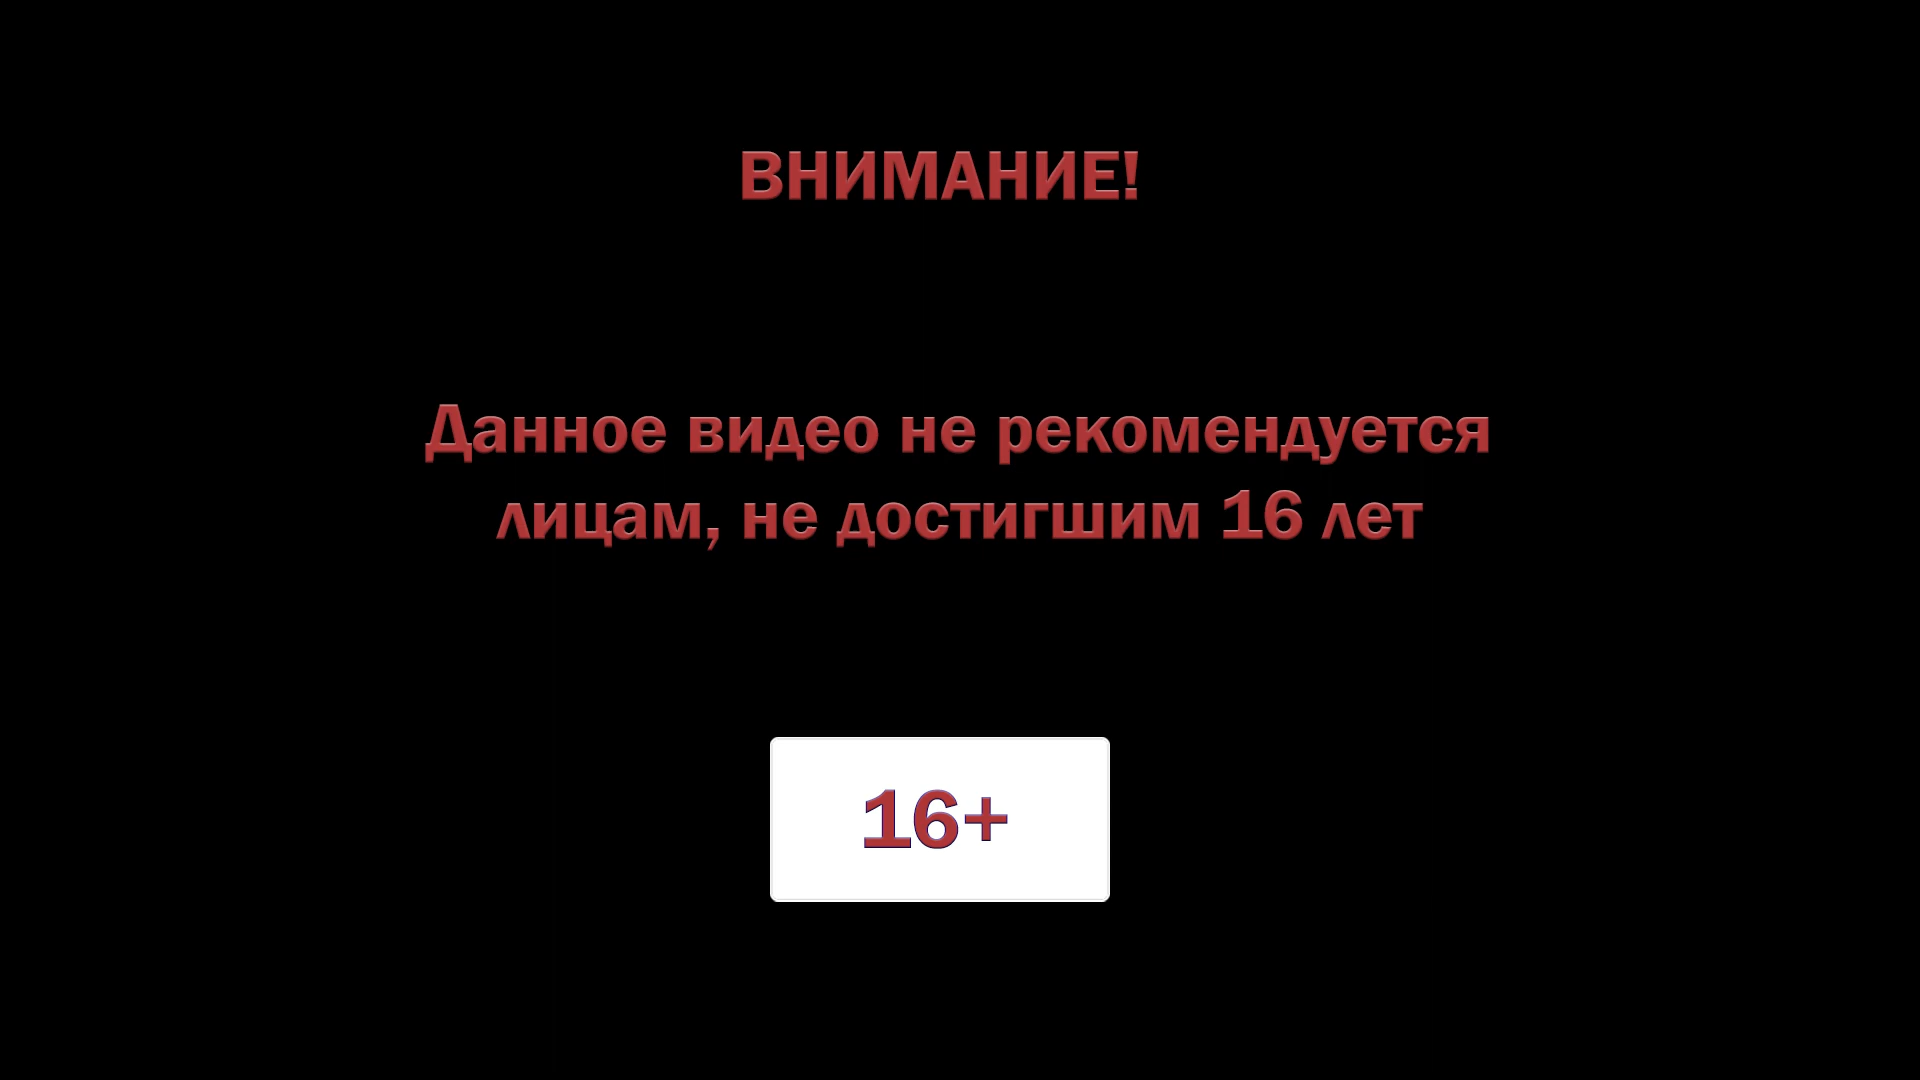 ВНИМАНИЕ!
Данное видео не рекомендуется
лицам, не достигшим 16 лет
16+